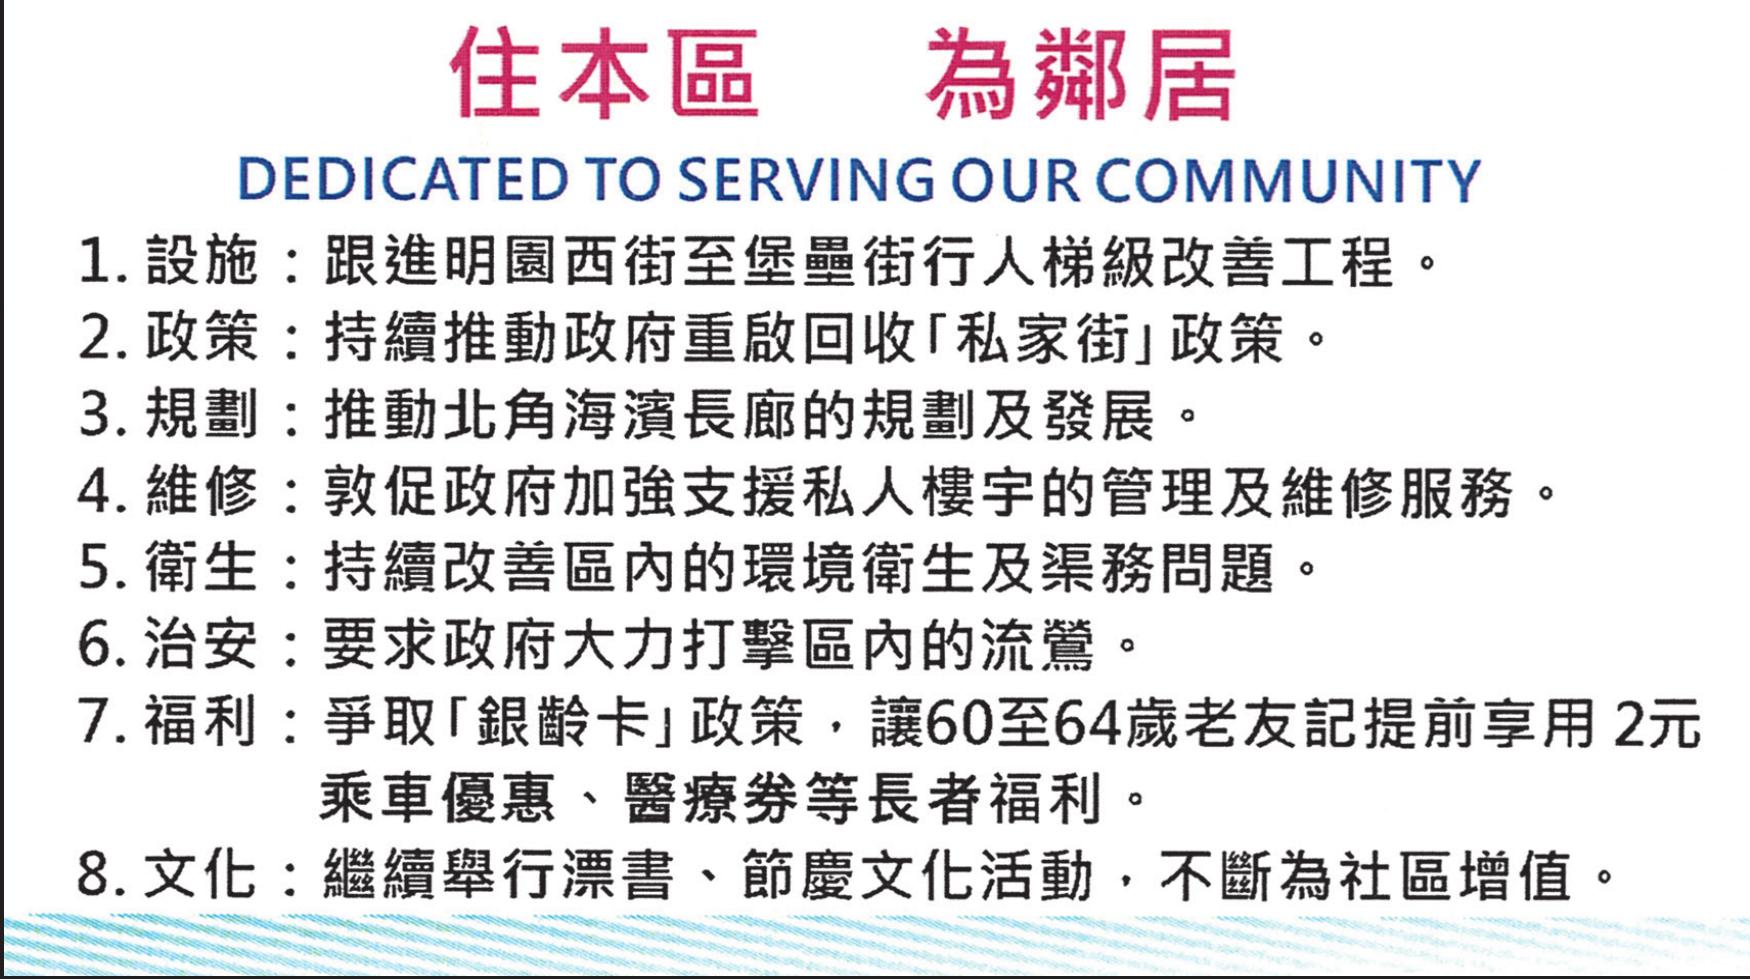 住本區　為鄰居
DEDICATED TO SERVING OUR COMMUNITY
1. 設施：跟進明園西街至堡壘街行人梯級改善工程。
2. 政策：持續推動政府重啟回收「私家街」政策。
3. 規劃：推動北角海濱長廊的規劃及發展。
4. 維修：敦促政府加強支援私人樓宇的管理及維修服務。
5. 衛生：持續改善區內的環境衛生及渠務問題。
6. 治安：要求政府大力打擊區內的流鶯。
7. 福利：爭取「銀齡卡」政策，讓60至64歲老友記提前享用 2元
乘車優惠、醫療券等長者福利。
8. 文化：繼續舉行漂書、節慶文化活動，不斷為社區增值。